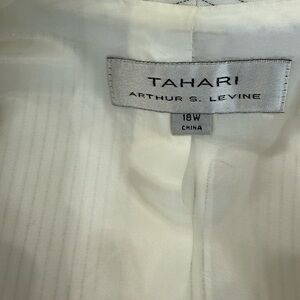 TAHARI
ARTHUR S. LEVINE
18W
CHINA